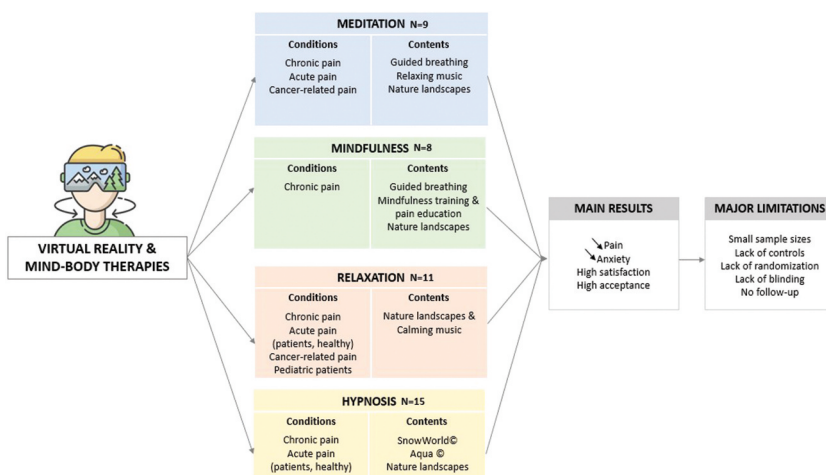 VIRTUAL REALITY &
MIND-BODY THERAPIES
MEDITATION N=9
Conditions
Chronic pain
Acute pain
Cancer-related pain
Contents
Guided breathing
Relaxing music
Nature landscapes
MINDFULNESS N=8
Conditions
Chronic pain
Contents
Guided breathing
Mindfulness training &
pain education
Nature landscapes
RELAXATION N=11
Conditions
Chronic pain
Acute pain
(patients, healthy)
Cancer-related pain
Pediatric patients
Contents
Nature landscapes &
Calming music
HYPNOSIS N=15
Conditions
Chronic pain
Acute pain
(patients, healthy)
Contents
SnowWorld©
Aqua ©
Nature landscapes
MAIN RESULTS
↘Pain
↘Anxiety
High satisfaction
High acceptance
MAJOR LIMITATIONS
Small sample sizes
Lack of controls
Lack of randomization
Lack of blinding
No follow-up